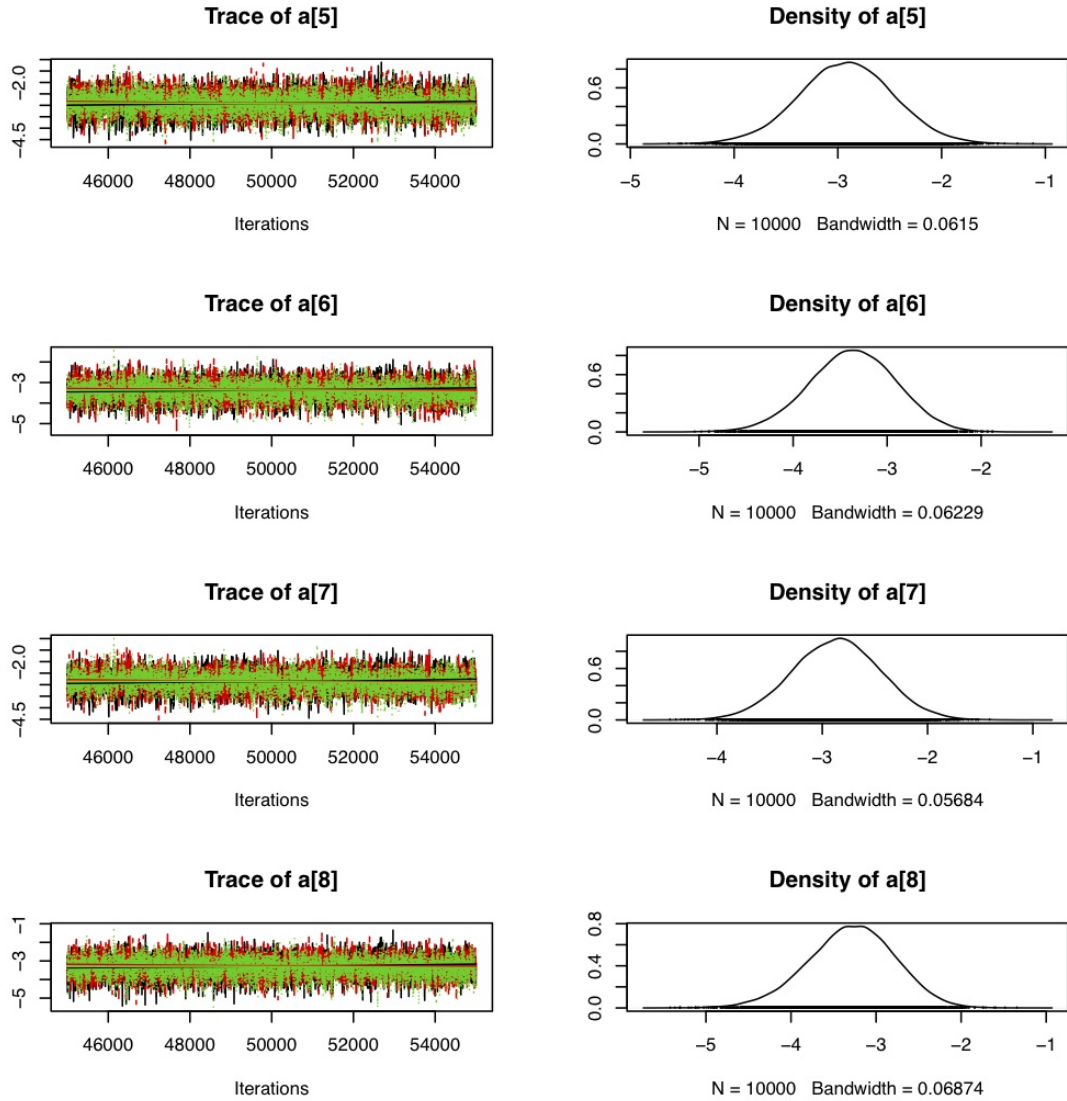 Trace of a[5]
−2.0
−4.5
46000 48000 50000 52000 54000
Iterations
Density of a[5]
0.6
0.0
−5 −4 −3 −2 −1
N = 10000 Bandwidth = 0.0615
Trace of a[6]
−3
−5
46000 48000 50000 52000 54000
Iterations
Density of a[6]
0.6
0.0
−5 −4 −3 −2
N = 10000 Bandwidth = 0.06229
Trace of a[7]
−2.0
−4.5
46000 48000 50000 52000 54000
Iterations
Density of a[7]
0.6
0.0
−4 −3 −2 −1
N = 10000 Bandwidth = 0.05684
Trace of a[8]
−1
−3
−5
46000 48000 50000 52000 54000
Iterations
Density of a[8]
0.8
0.4
0.0
−5 −4 −3 −2 −1
N = 10000 Bandwidth = 0.06874